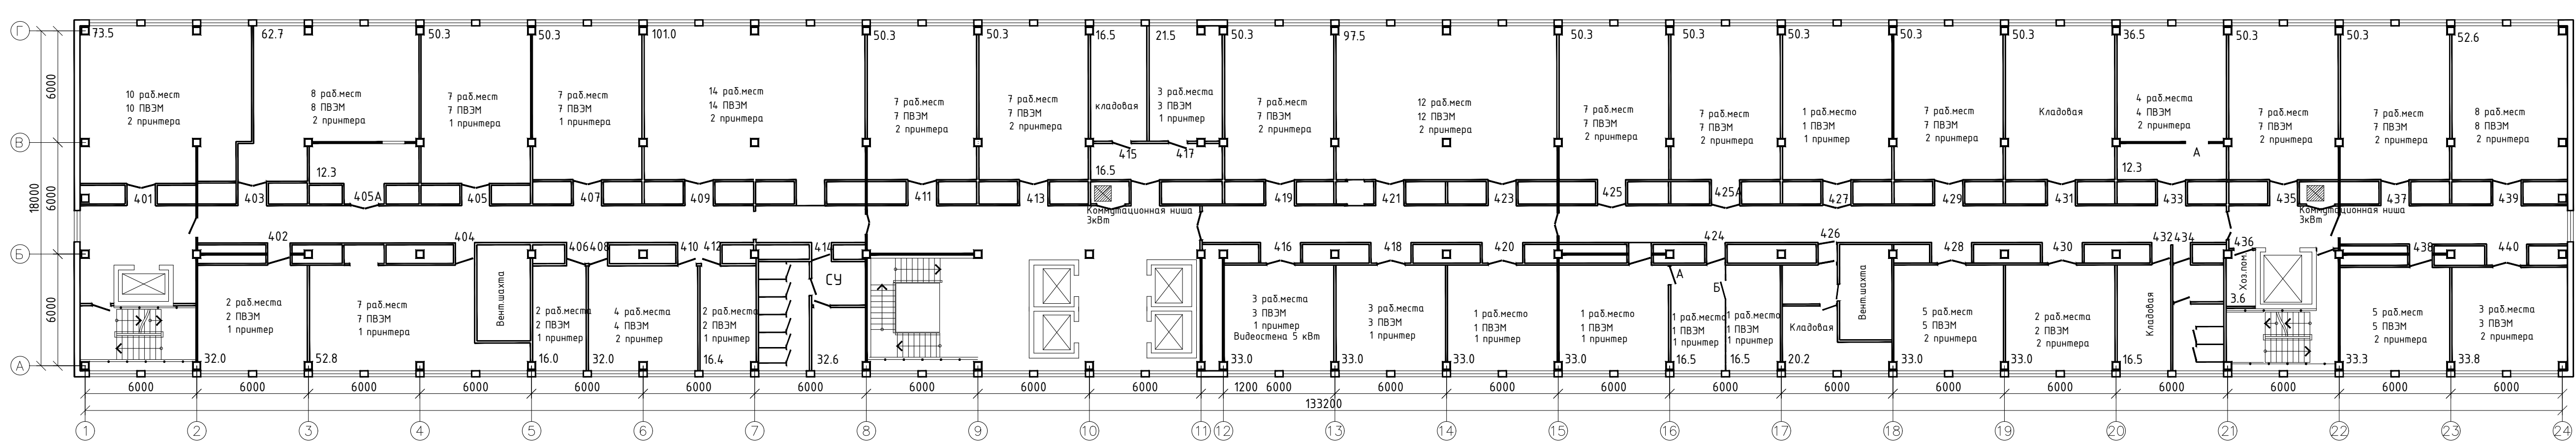 Г
73.5
62.7
50.3
50.3
101.0
50.3
50.3
16.5
21.5
50.3
97.5
50.3
50.3
50.3
50.3
50.3
36.5
50.3
50.3
52.6
10 раб.мест
10 ПВЭМ
2 принтера
8 раб.мест
8 ПВЭМ
2 принтера
7 раб.мест
7 ПВЭМ
1 принтера
7 раб.мест
7 ПВЭМ
1 принтера
14 раб.мест
14 ПВЭМ
2 принтера
7 раб.мест
7 ПВЭМ
2 принтера
7 раб.мест
7 ПВЭМ
2 принтера
кладовая
3 раб.места
3 ПВЭМ
1 принтер
7 раб.мест
7 ПВЭМ
2 принтера
12 раб.мест
12 ПВЭМ
2 принтера
7 раб.мест
7 ПВЭМ
2 принтера
7 раб.мест
7 ПВЭМ
2 принтера
1 раб.место
1 ПВЭМ
1 принтер
7 раб.мест
7 ПВЭМ
2 принтера
Кладовая
4 раб.места
4 ПВЭМ
2 принтера
7 раб.мест
7 ПВЭМ
2 принтера
7 раб.мест
7 ПВЭМ
2 принтера
8 раб.мест
8 ПВЭМ
2 принтера
6000
18000
6000
6000
В
415
417
А
12.3
16.5
12.3
401
403
405А
405
407
409
411
413
419
421
423
425
425А
427
429
431
433
435
437
439
Коммутационная ниша
3кВт
Коммутационная ниша
3кВт
Б
402
404
406
408
410
412
414
416
418
420
424
426
428
430
432
434
436
438
440
СУ
А
Б
Вент.шахта
Вент.шахта
Хоз.пом.
3.6
2 раб.места
2 ПВЭМ
1 принтер
7 раб.мест
7 ПВЭМ
1 принтера
2 раб.места
2 ПВЭМ
1 принтер
4 раб.места
4 ПВЭМ
2 принтер
2 раб.места
2 ПВЭМ
1 принтер
3 раб.места
3 ПВЭМ
1 принтер
Видеостена 5 кВт
3 раб.места
3 ПВЭМ
1 принтер
1 раб.место
1 ПВЭМ
1 принтер
1 раб.место
1 ПВЭМ
1 принтер
1 раб.место
1 ПВЭМ
1 принтер
1 раб.место
1 ПВЭМ
1 принтер
Кладовая
5 раб.мест
5 ПВЭМ
2 принтера
2 раб.места
2 ПВЭМ
2 принтера
Кладовая
5 раб.мест
5 ПВЭМ
2 принтера
3 раб.места
3 ПВЭМ
2 принтера
А
32.0
52.8
16.0
32.0
16.4
32.6
33.0
33.0
33.0
33.0
16.5
16.5
20.2
33.0
33.0
16.5
33.3
33.8
6000
6000
6000
6000
6000
6000
6000
6000
6000
6000
1200
6000
6000
6000
6000
6000
6000
6000
6000
6000
6000
6000
6000
133200
1
2
3
4
5
6
7
8
9
10
11
12
13
14
15
16
17
18
19
20
21
22
23
24